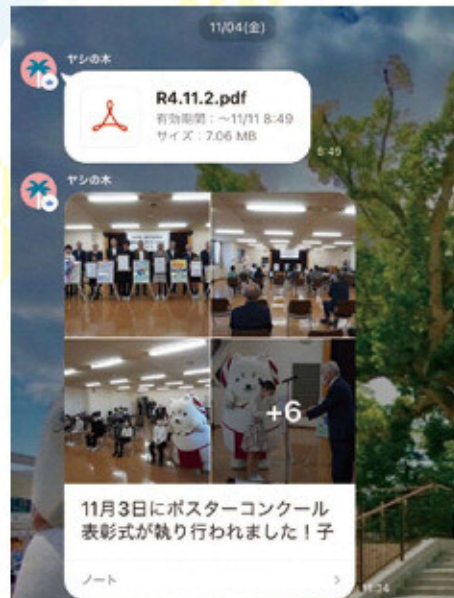 11/04(金)
ヤシの木
R4.11.2.pdf
有効期間：～11/11 8:49
サイズ：7.06 MB
8:49
ヤシの木
+6
11月3日にポスターコンクール
表彰式が執り行われました！子
ノート
11:34